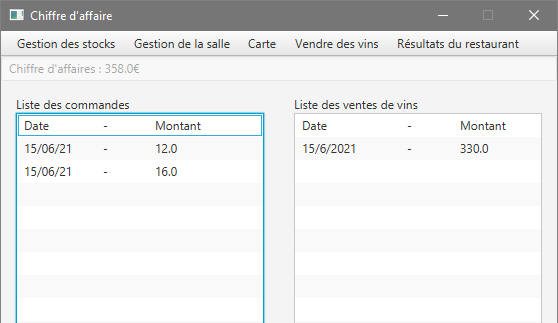 Chiffre d'affaire
Gestion des stocks Gestion de la salle Carte Vendre des vins Résultats du restaurant
Chiffre d'affaires : 358.0€
Liste des commandes
Date - Montant
15/06/21 - 12.0
15/06/21 - 16.0
Liste des ventes de vins
Date - Montant
15/6/2021 - 330.0